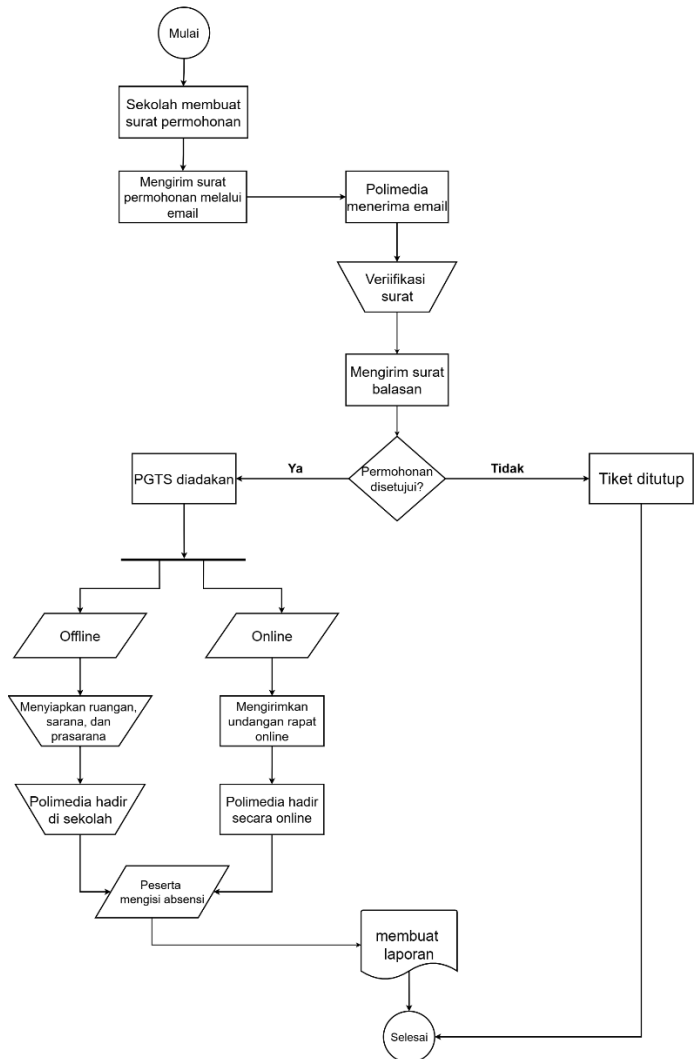 Mulai
Sekolah membuat
surat permohonan
Mengirim surat
permohonan melalui
email
Polimedia
menerima email
Veriifikasi
surat
Mengirim surat
balasan
Permohonan
disetujui?
Ya
Tidak
PGTS diadakan
Tiket ditutup
Offline
Online
Menyiapkan ruangan,
sarana, dan
prasarana
Mengirimkan
undangan rapat
online
Polimedia hadir
di sekolah
Polimedia hadir
secara online
Peserta
mengisi absensi
membuat
laporan
Selesai